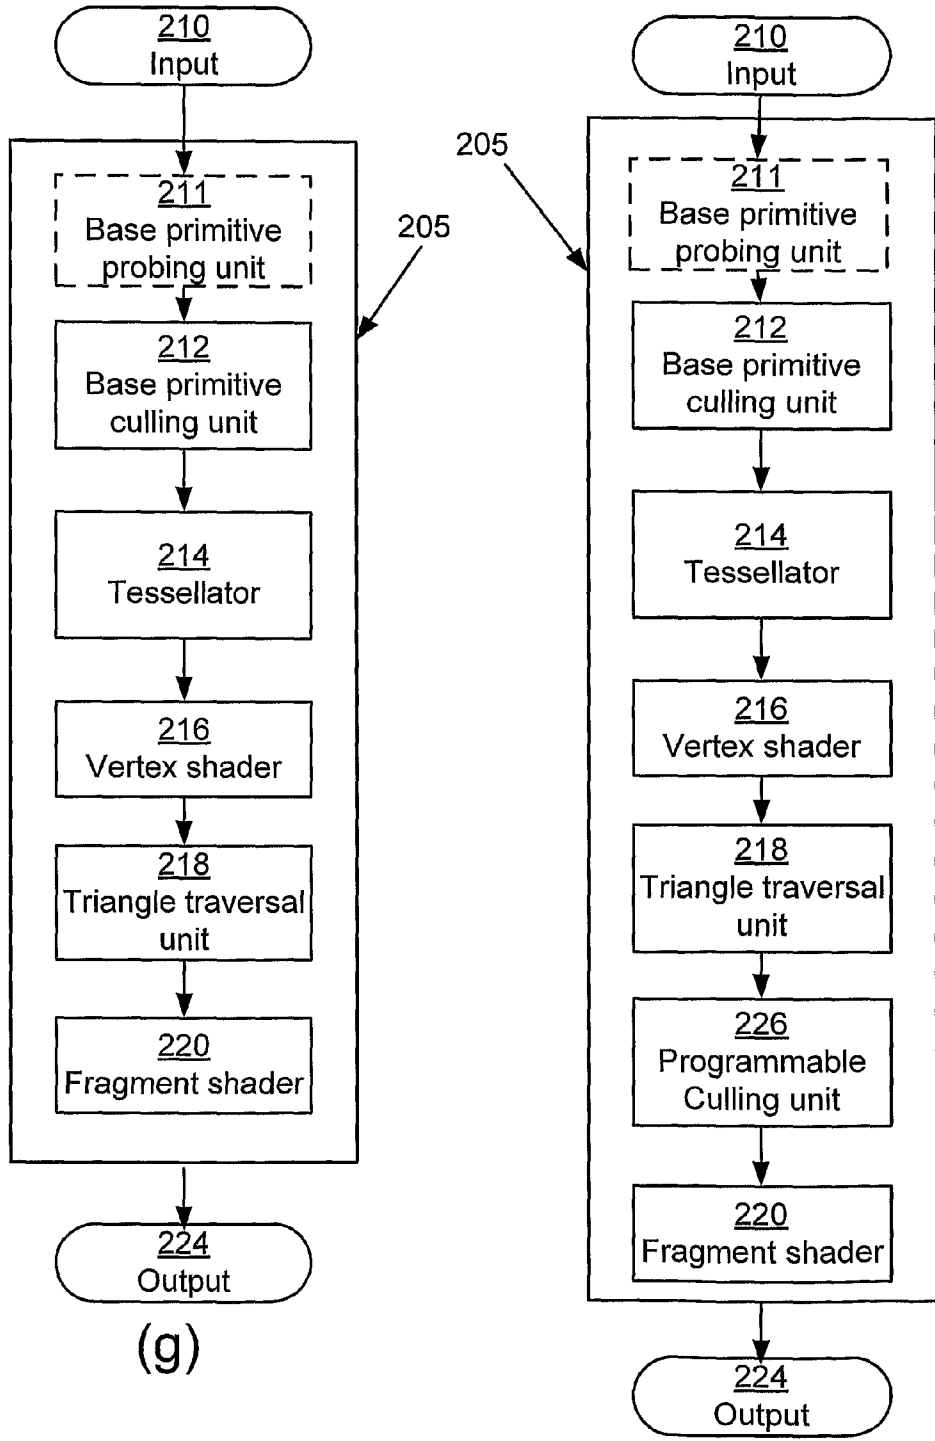 210
Input
211
Base primitive
probing unit
205
212
Base primitive
culling unit
214
Tessellator
216
Vertex shader
218
Triangle traversal
unit
220
Fragment shader
224
Output
(g)
210
Input
205
211
Base primitive
probing unit
212
Base primitive
culling unit
214
Tessellator
216
Vertex shader
218
Triangle traversal
unit
226
Programmable
Culling unit
220
Fragment shader
224
Output